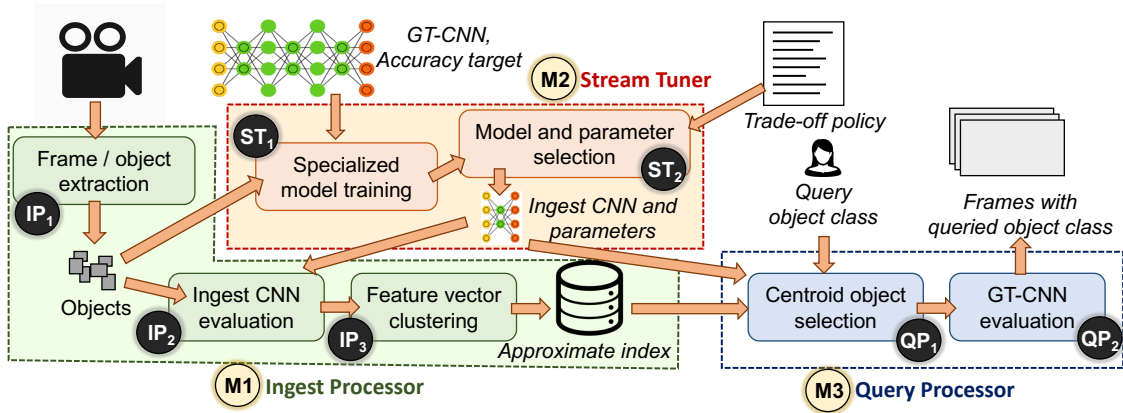 GT-CNN,
Accuracy target
M2 Stream Tuner
Trade-off policy
ST1
Specialized
model training
Model and parameter
selection
ST2
Frame / object
extraction
IP1
Ingest CNN and
parameters
Query
object class
Frames with
queried object class
Objects
Ingest CNN
evaluation
IP2
Feature vector
clustering
IP3
Approximate index
Centroid object
selection
QP1
GT-CNN
evaluation
QP2
M1 Ingest Processor
M3 Query Processor